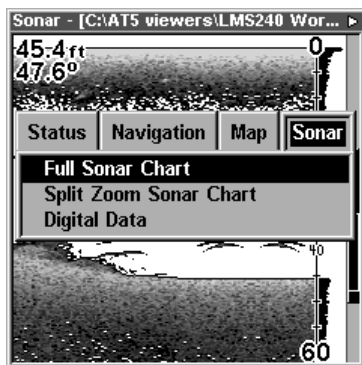 Sonar - [C:\AT5 viewers\LMS240 Wor...
45.4 ft
0
47.6°
Status Navigation Map Sonar
Full Sonar Chart
Split Zoom Sonar Chart
Digital Data
40
60